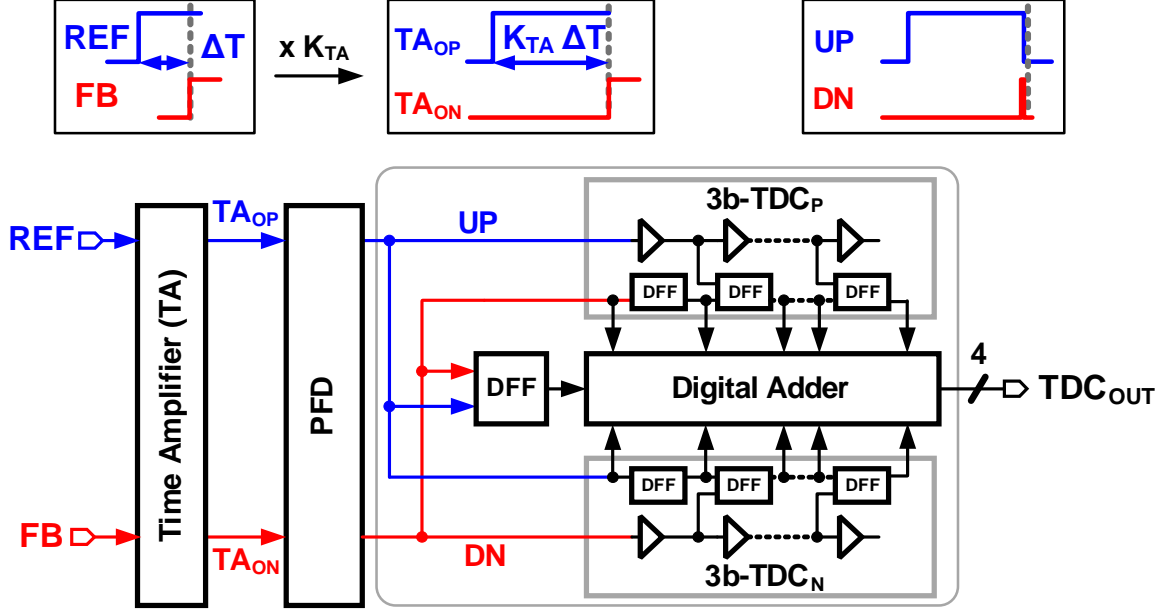 REF
ΔT
FB
x K_TA
TA_OP
K_TA ΔT
TA_ON
UP
DN
3b-TDC_P
TA_OP
UP
REF
DFF
DFF
DFF
Time Amplifier (TA)
PFD
DFF
Digital Adder
4
TDC_OUT
DFF
DFF
DFF
FB
TA_ON
DN
3b-TDC_N